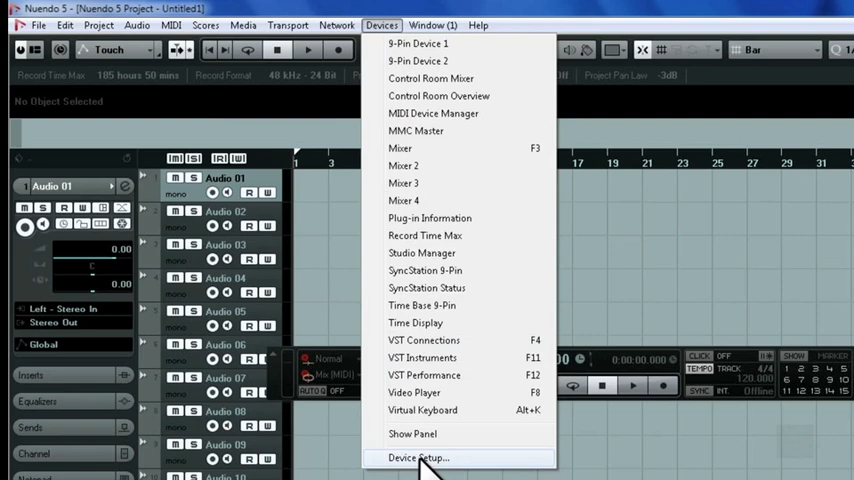 Nuendo 5 - [Nuendo 5 Project - Untitled1]
File Edit Project Audio MIDI Scores Media Transport Network Devices Window (1) Help
Touch
Bar
Record Time Max 185 hours 50 mins Record Format 48 kHz - 24 Bit
Project Pan Law -3dB
No Object Selected
9-Pin Device 1
9-Pin Device 2
Control Room Mixer
Control Room Overview
MIDI Device Manager
MMC Master
Mixer F3
Mixer 2
Mixer 3
Mixer 4
Plug-in Information
Record Time Max
Studio Manager
SyncStation 9-Pin
SyncStation Status
Time Base 9-Pin
Time Display
VST Connections F4
VST Instruments F11
VST Performance F12
Video Player F8
Virtual Keyboard Alt+K
Show Panel
Device Setup...
M S R W
1 3 17 19 21 23 25 27 29 31
1 Audio 01
M S R W
0.00
C
0.00
Left - Stereo In
Stereo Out
Global
Inserts
Equalizers
Sends
Channel
Notepad
1 M S Audio 01
mono R W
2 M S Audio 02
R W
M S Audio 03
R W
M S Audio 04
R W
M S Audio 05
R W
M S Audio 06
M S Audio 07
R W
M S Audio 08
R W
M S Audio 09
R W
Audio 10
Normal
Mix (MIDI)
AUTO Q OFF
00 0:00:00.000
CLICK OFF
TEMPO TRACK 4/4
120.000
SYNC INT. Offline
SHOW MARKER
1 2 3 4 5
6 7 8 9 10
11 12 13 14 15